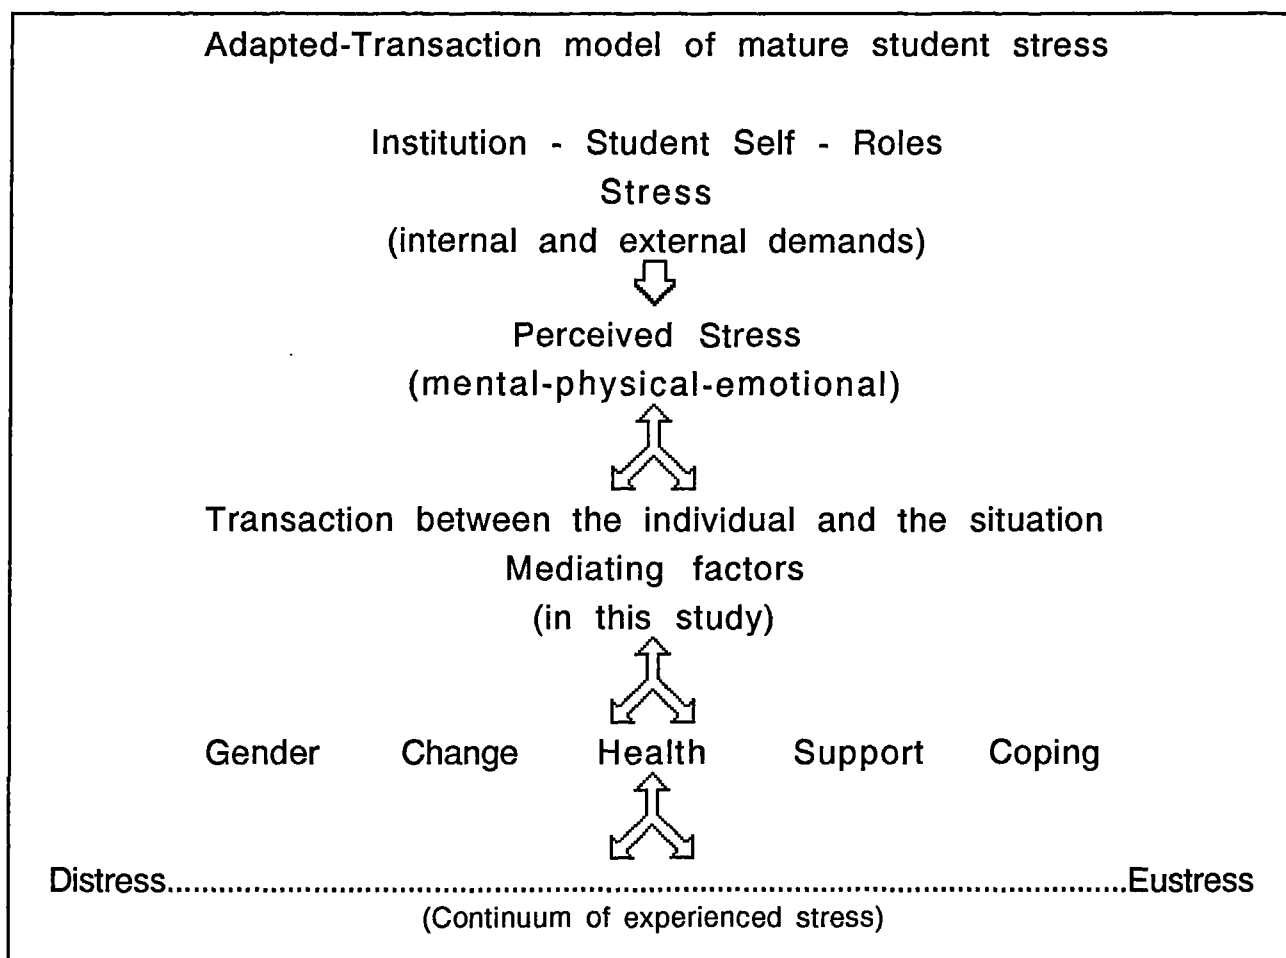 Adapted-Transaction model of mature student stress
Institution - Student Self - Roles
Stress
(internal and external demands)
Perceived Stress
(mental-physical-emotional)
Transaction between the individual and the situation
Mediating factors
(in this study)
Gender Change Health Support Coping
Distress..........................................................................................................Eustress
(Continuum of experienced stress)